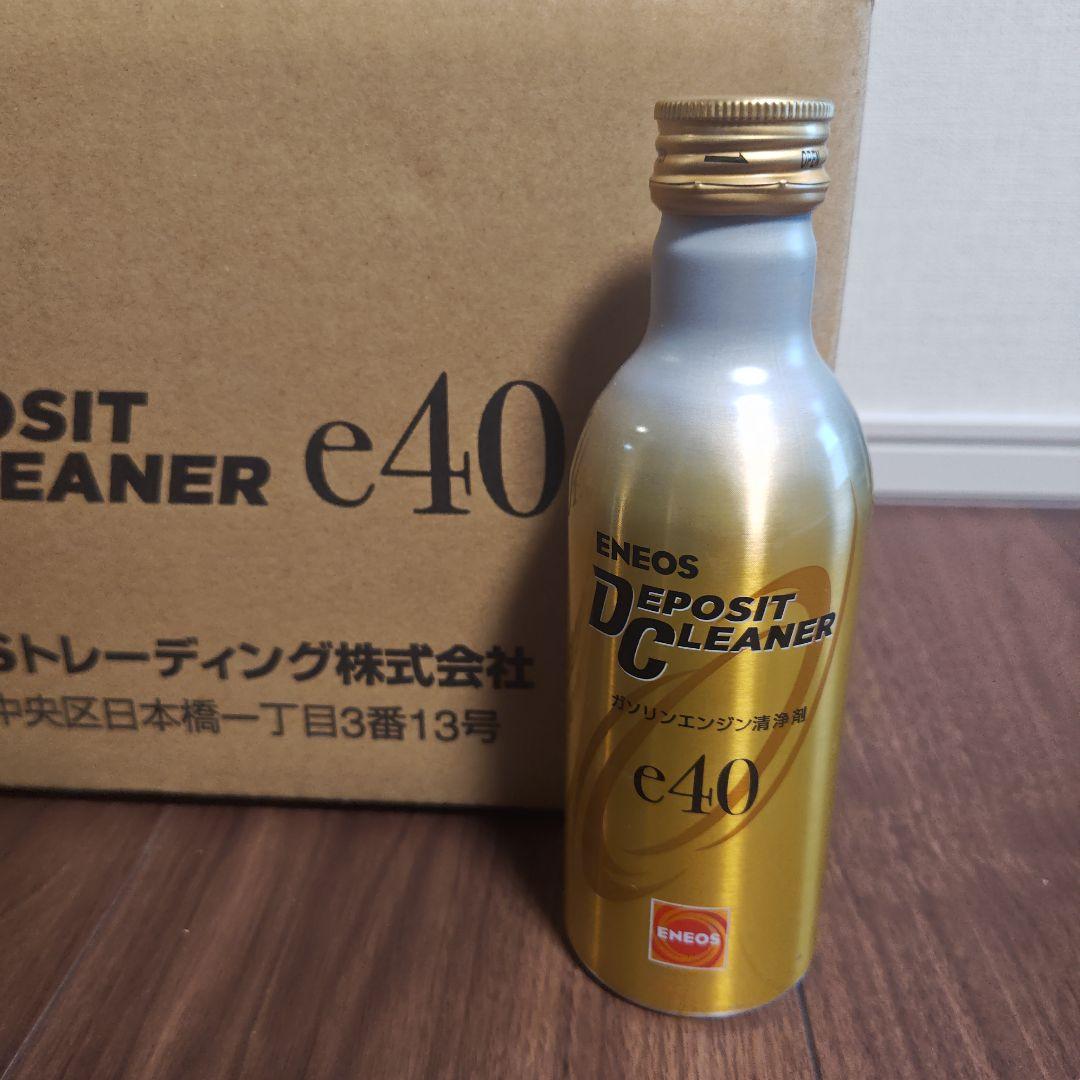 OSIT
LEANER e40
Sトレーディング株式会社
中央区日本橋一丁目3番13号
OPEN
ENEOS
DEPOSIT
CLEANER
ガソリンエンジン清浄剤
e40
ENEOS